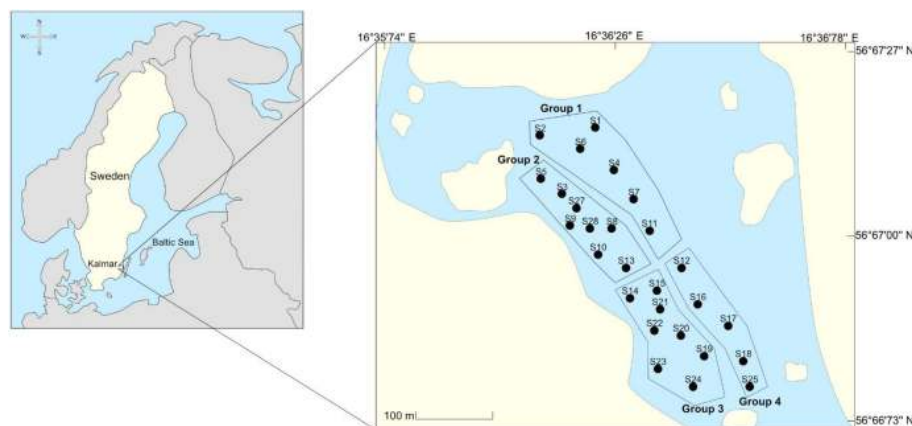 16°35'74" E
16°36'26" E
16°36'78" E
56°67'27" N
N
S
Group 1
S1
S2
S6
Group 2
S4
S5
Sweden
S3
S7
S27
S9
S28
S8
S11
56°67'00" N
Baltic Sea
S10
Kalmar
S13
S12
S15
S14
S16
S21
S22
S20
S17
S19
S18
S23
S24
S25
100 m
Group 3
Group 4
56°66'73" N